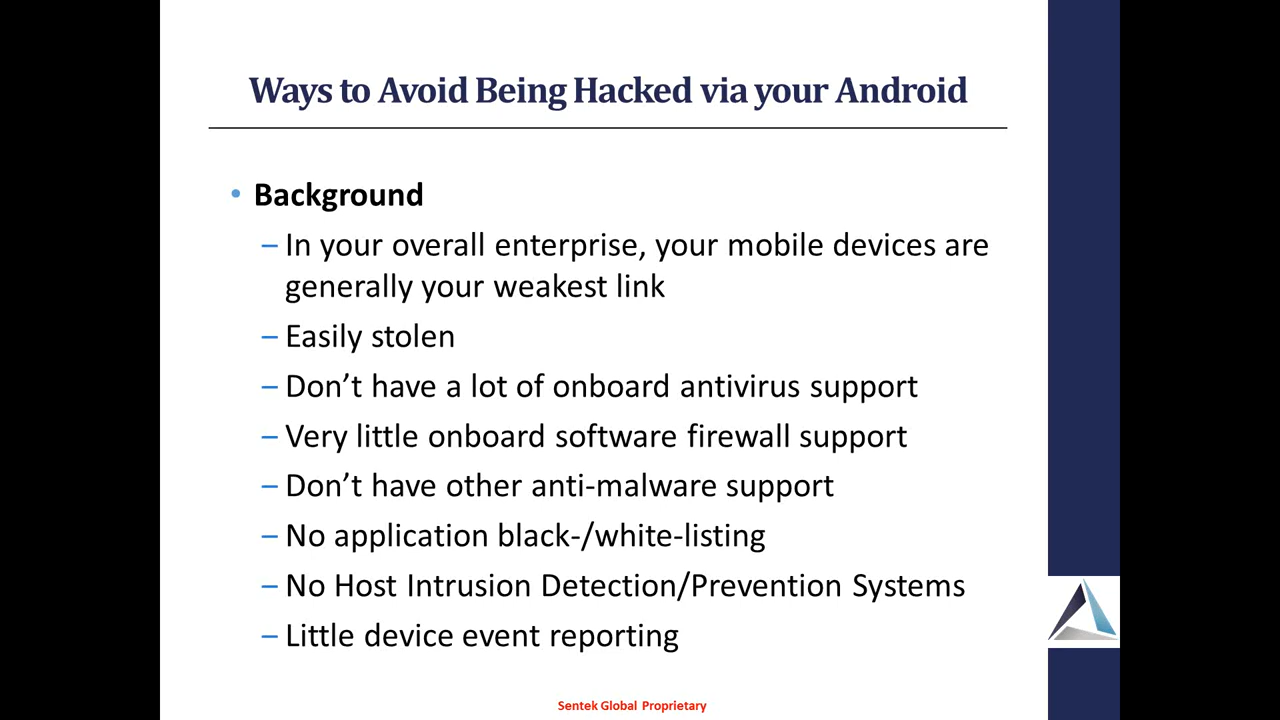 Ways to Avoid Being Hacked via your Android
• Background
– In your overall enterprise, your mobile devices are
generally your weakest link
– Easily stolen
– Don’t have a lot of onboard antivirus support
– Very little onboard software firewall support
– Don’t have other anti-malware support
– No application black-/white-listing
– No Host Intrusion Detection/Prevention Systems
– Little device event reporting
Sentek Global Proprietary